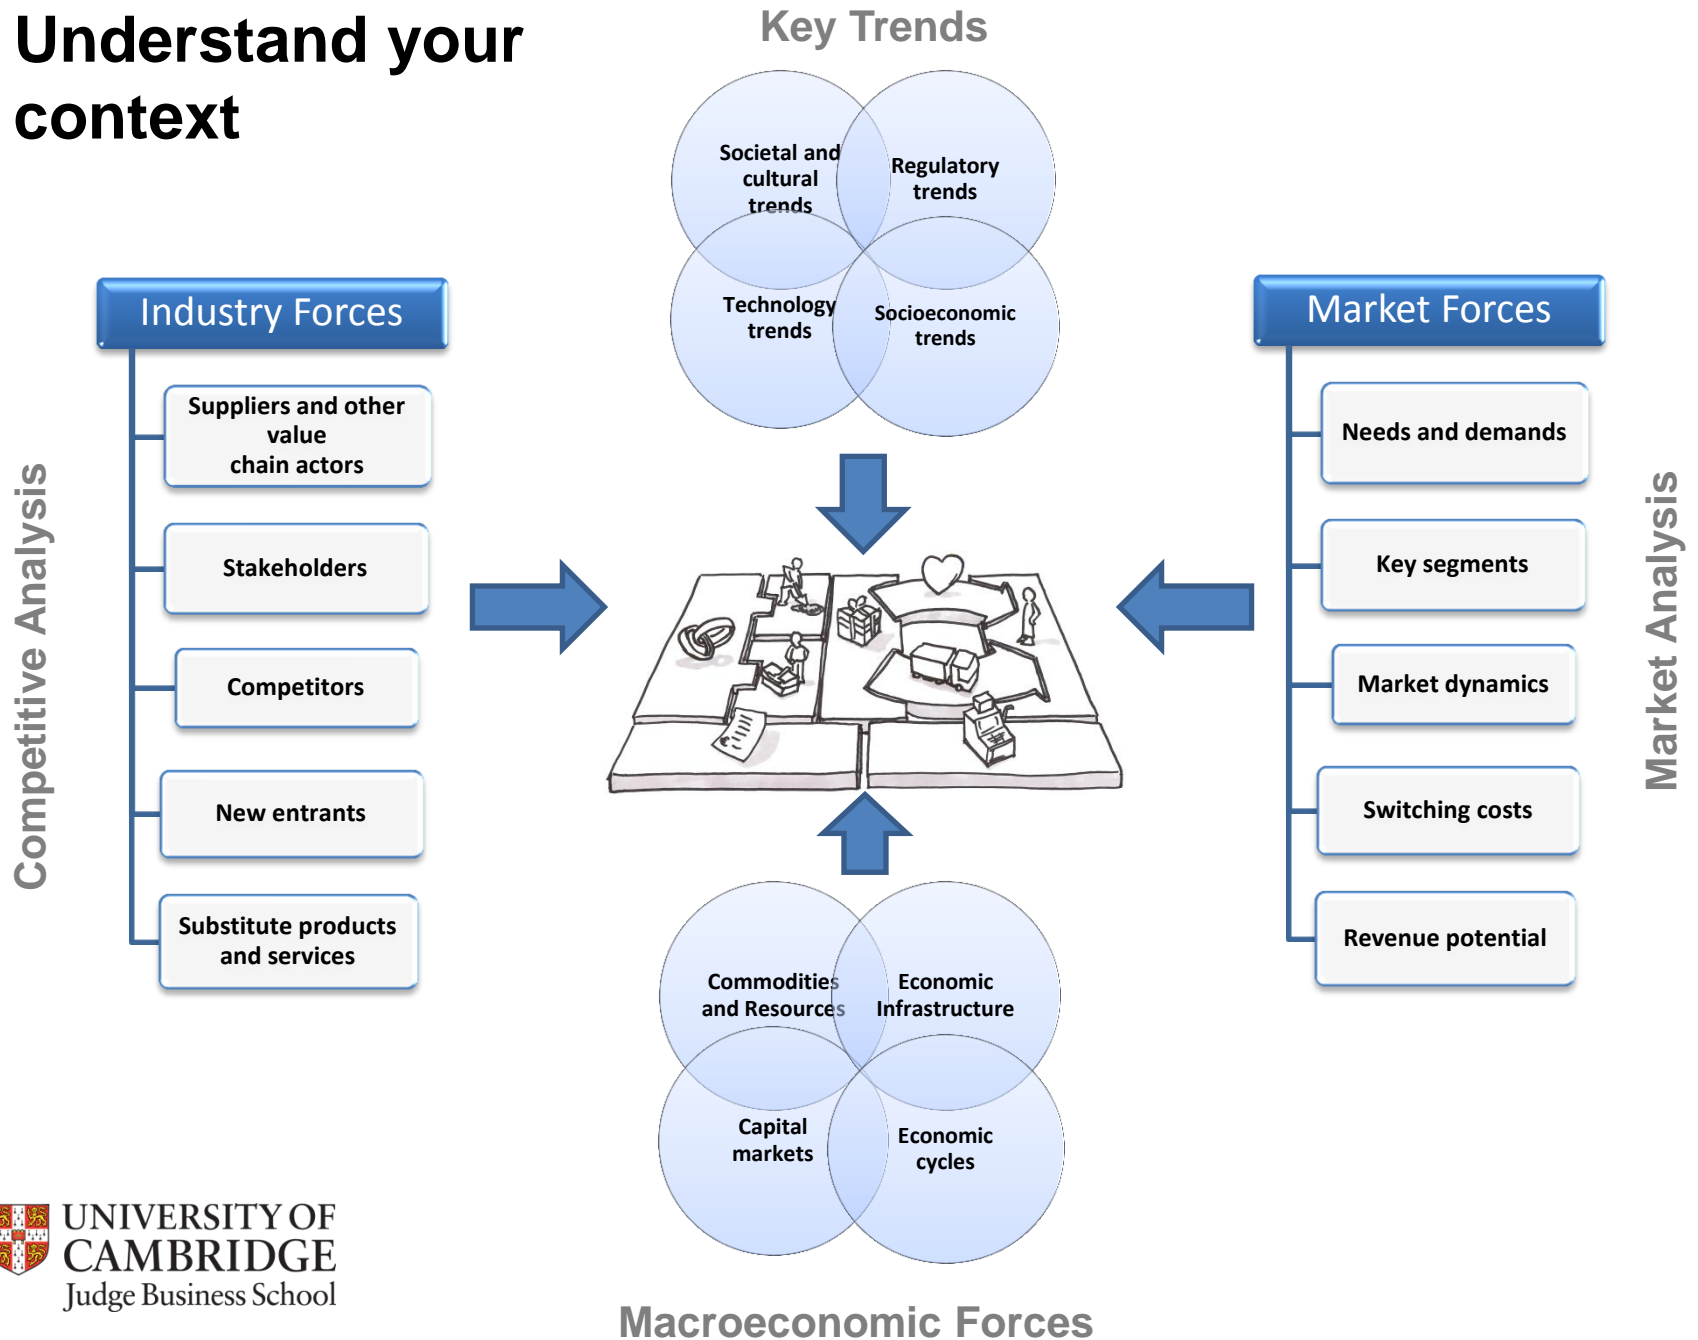 Understand your
context
Key Trends
Societal and
cultural
trends
Regulatory
trends
Technology
trends
Socioeconomic
trends
Competitive Analysis
Industry Forces
Suppliers and other
value
chain actors
Stakeholders
Competitors
New entrants
Substitute products
and services
Market Forces
Needs and demands
Key segments
Market dynamics
Switching costs
Revenue potential
Market Analysis
Commodities
and Resources
Economic
Infrastructure
Capital
markets
Economic
cycles
Macroeconomic Forces
UNIVERSITY OF
CAMBRIDGE
Judge Business School